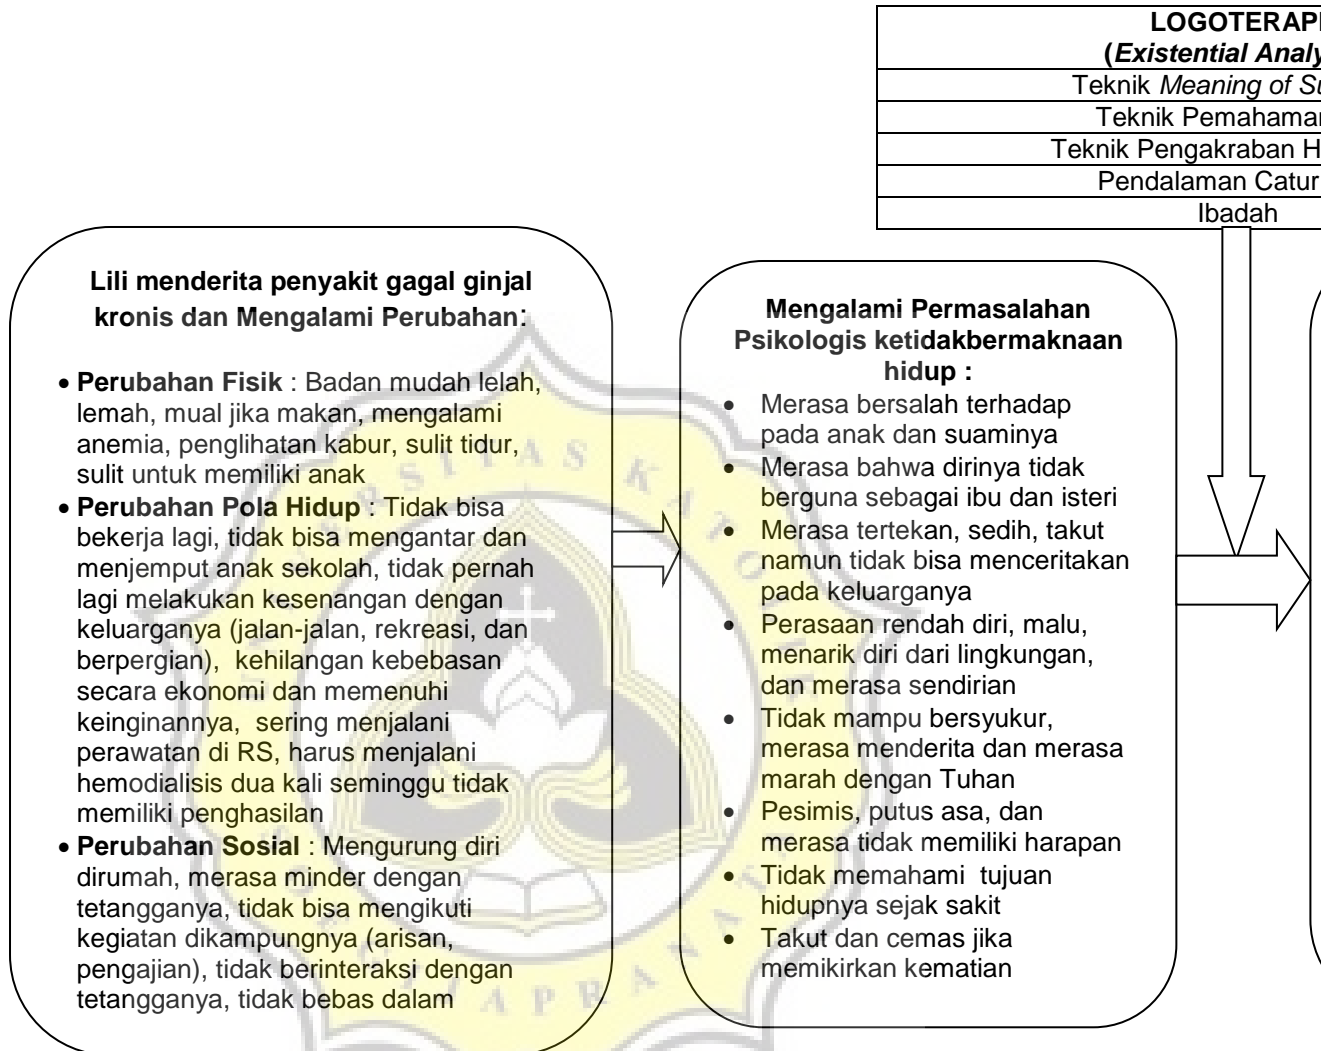 LOGOTERAPI
(Existential Analy
Teknik Meaning of Su
Teknik Pemahaman
Teknik Pengakraban H
Pendalaman Catur
Ibadah
Lili menderita penyakit gagal ginjal
kronis dan Mengalami Perubahan:
• Perubahan Fisik : Badan mudah lelah,
lemah, mual jika makan, mengalami
anemia, penglihatan kabur, sulit tidur,
sulit untuk memiliki anak
• Perubahan Pola Hidup : Tidak bisa
bekerja lagi, tidak bisa mengantar dan
menjemput anak sekolah, tidak pernah
lagi melakukan kesenangan dengan
keluarganya (jalan-jalan, rekreasi, dan
berpergian), kehilangan kebebasan
secara ekonomi dan memenuhi
keinginannya, sering menjalani
perawatan di RS, harus menjalani
hemodialisis dua kali seminggu tidak
memiliki penghasilan
• Perubahan Sosial : Mengurung diri
dirumah, merasa minder dengan
tetangganya, tidak bisa mengikuti
kegiatan dikampungnya (arisan,
pengajian), tidak berinteraksi dengan
tetangganya, tidak bebas dalam
Mengalami Permasalahan
Psikologis ketidakbermaknaan
hidup :
• Merasa bersalah terhadap
pada anak dan suaminya
• Merasa bahwa dirinya tidak
berguna sebagai ibu dan isteri
• Merasa tertekan, sedih, takut
namun tidak bisa menceritakan
pada keluarganya
• Perasaan rendah diri, malu,
menarik diri dari lingkungan,
dan merasa sendirian
• Tidak mampu bersyukur,
merasa menderita dan merasa
marah dengan Tuhan
• Pesimis, putus asa, dan
merasa tidak memiliki harapan
• Tidak memahami tujuan
hidupnya sejak sakit
• Takut dan cemas jika
memikirkan kematian